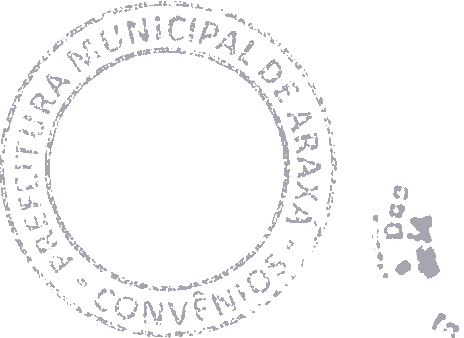 PREFEITURA MUNICIPAL DE ARAXÁ
- CONVÊNIOS -